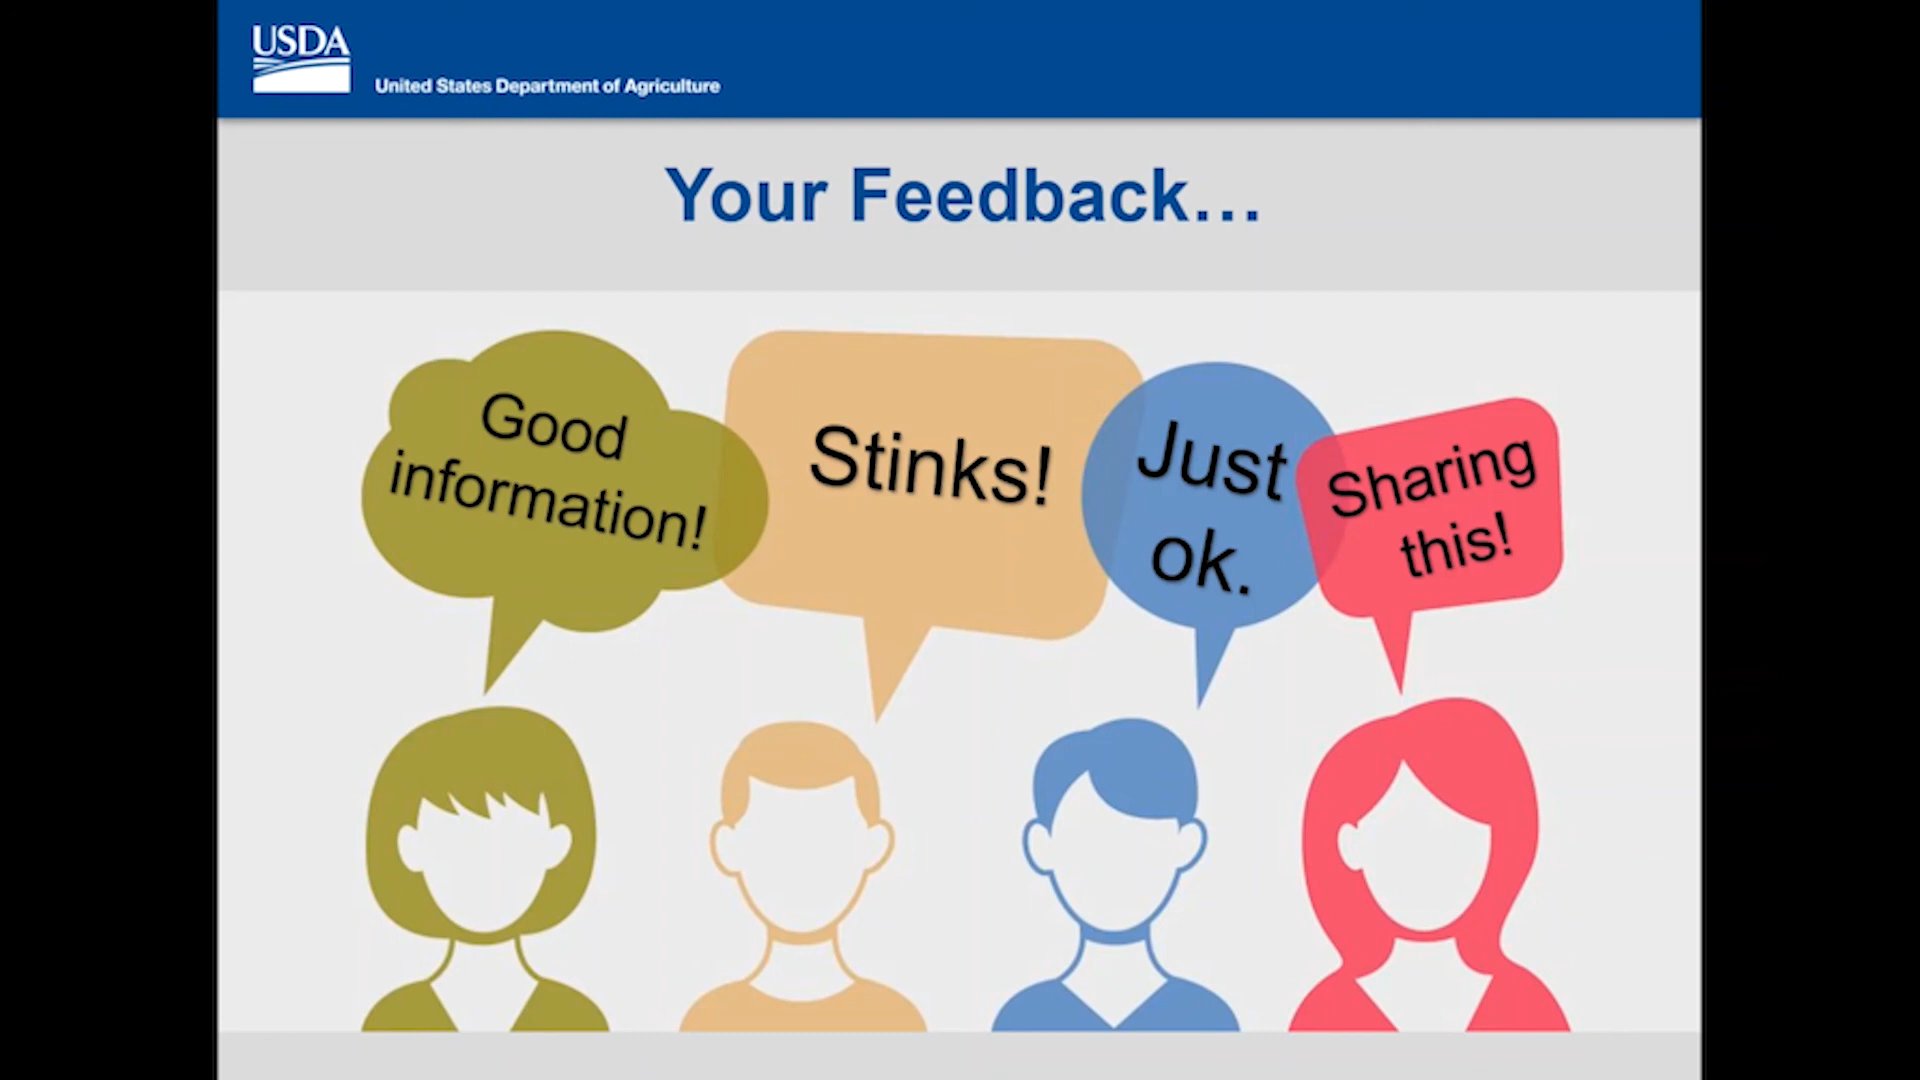 USDA
United States Department of Agriculture
Your Feedback...
Good
information!
Stinks!
Just
ok.
Sharing
this!